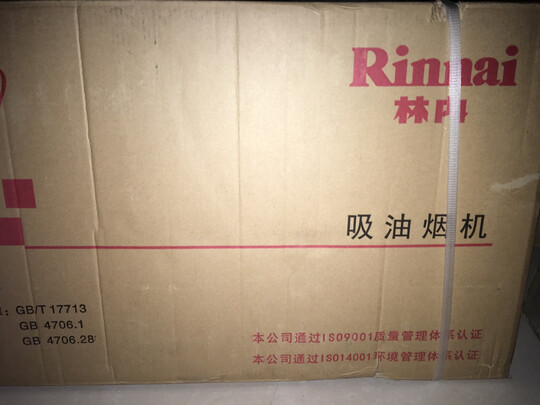 Rinnai
林内
吸油烟机
: GB/T 17713
GB 4706.1
GB 4706.28
本公司通过ISO9001质量管理体系认证
本公司通过ISO14001环境管理体系认证